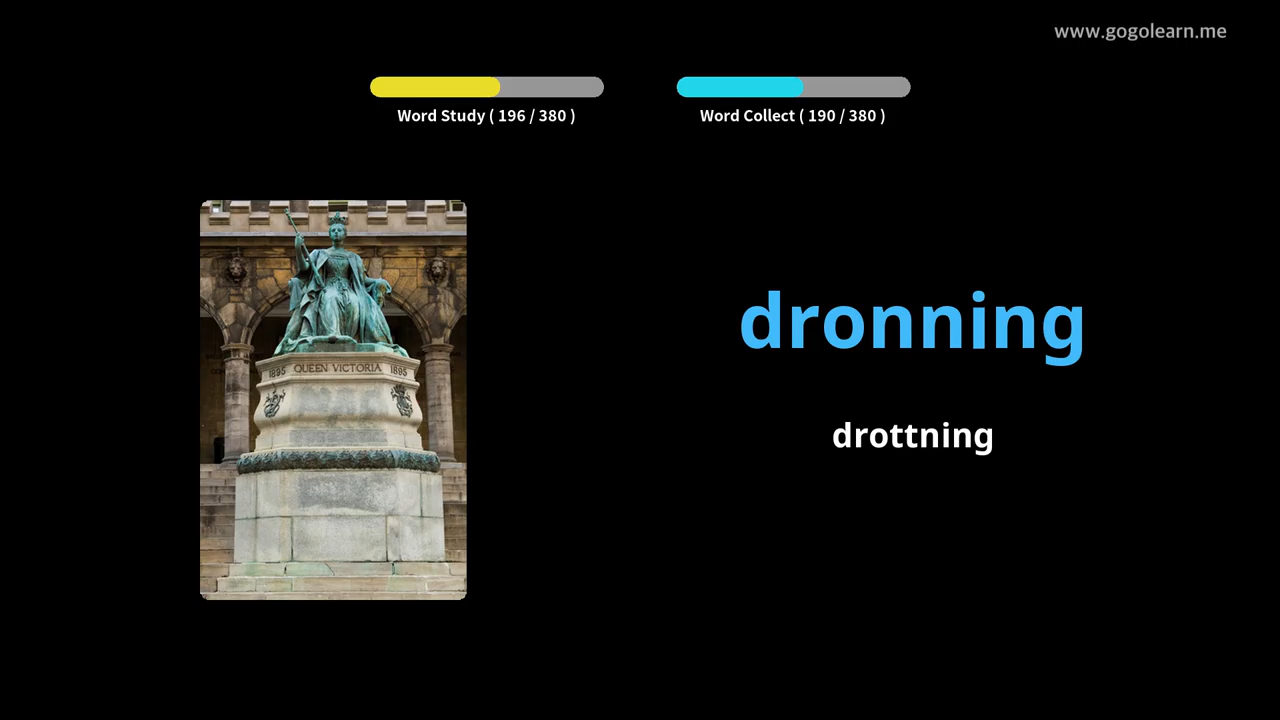 www.gogolearn.me
Word Study ( 196 / 380 )
Word Collect ( 190 / 380 )
1895 QUEEN VICTORIA 1895
dronning
drottning